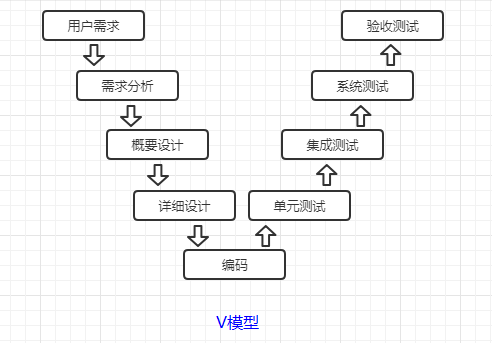 用户需求
验收测试
需求分析
系统测试
概要设计
集成测试
详细设计
单元测试
编码
V模型